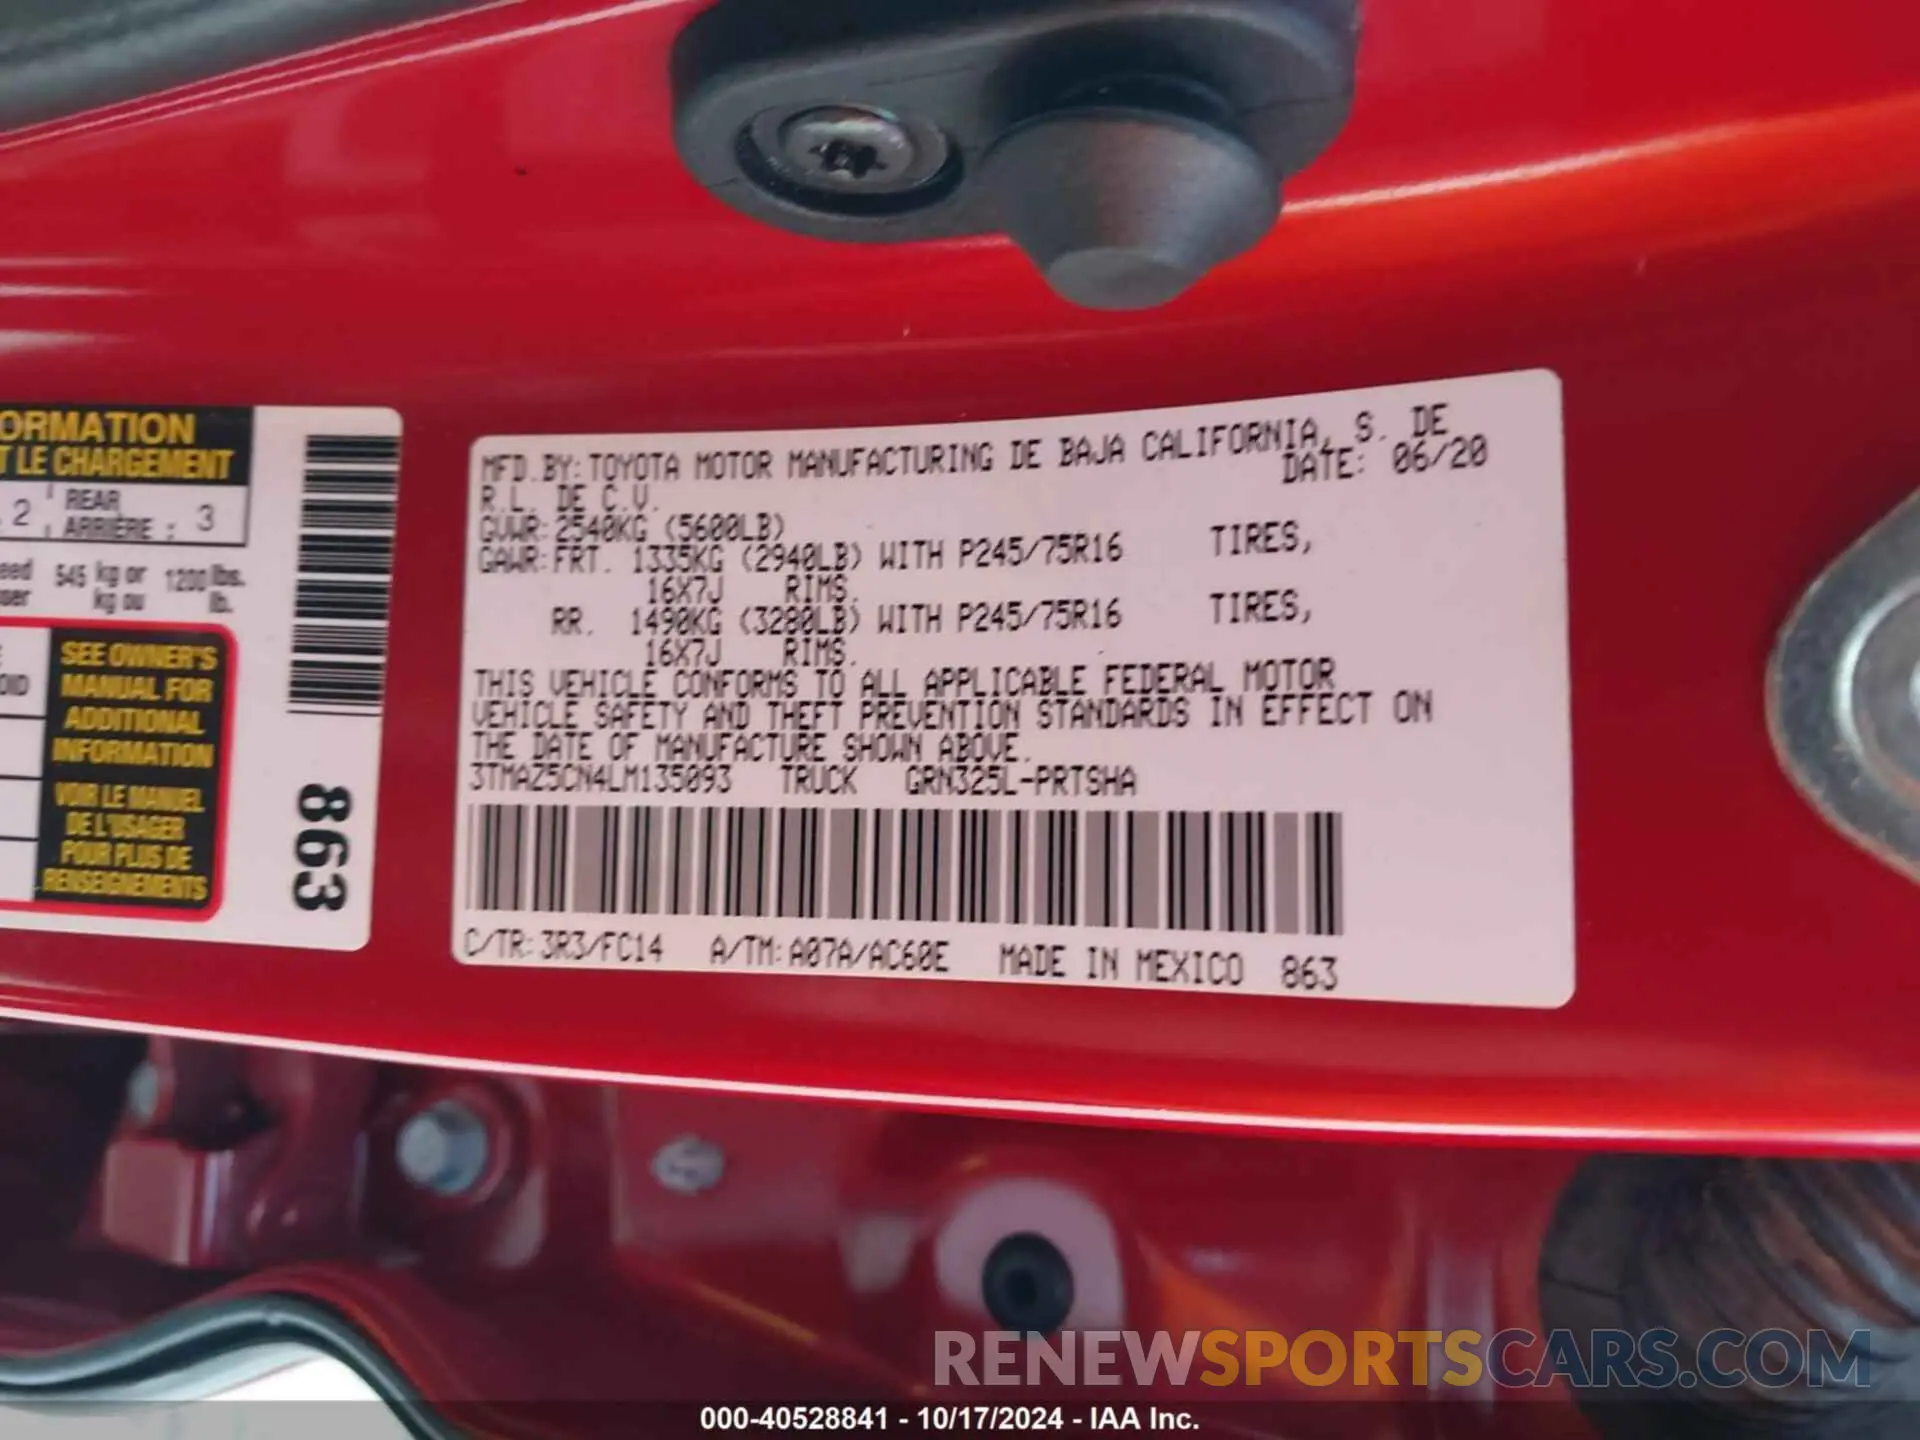 ORMATION
T LE CHARGEMENT
2 REAR
ARRIÈRE : 3
545 kg or 1200 lbs.
kg ou lb.
SEE OWNER'S
MANUAL FOR
ADDITIONAL
INFORMATION
VOIR LE MANUEL
DE L'USAGER
POUR PLUS DE
RENSEIGNEMENTS
863
MFD.BY:TOYOTA MOTOR MANUFACTURING DE BAJA CALIFORNIA, S. DE
R.L. DE C.V. DATE: 06/20
GVWR:2540KG (5600LB)
GAWR:FRT. 1335KG (2940LB) WITH P245/75R16 TIRES,
16X7J RIMS.
RR. 1490KG (3280LB) WITH P245/75R16 TIRES,
16X7J RIMS.
THIS VEHICLE CONFORMS TO ALL APPLICABLE FEDERAL MOTOR
VEHICLE SAFETY AND THEFT PREVENTION STANDARDS IN EFFECT ON
THE DATE OF MANUFACTURE SHOWN ABOVE.
3TMAZ5CN4LM135093 TRUCK GRN325L-PRTSHA
C/TR:3R3/FC14 A/TM:A07A/AC60E MADE IN MEXICO 863
RENEWSPORTSCARS.COM
000-40528841 - 10/17/2024 - IAA Inc.